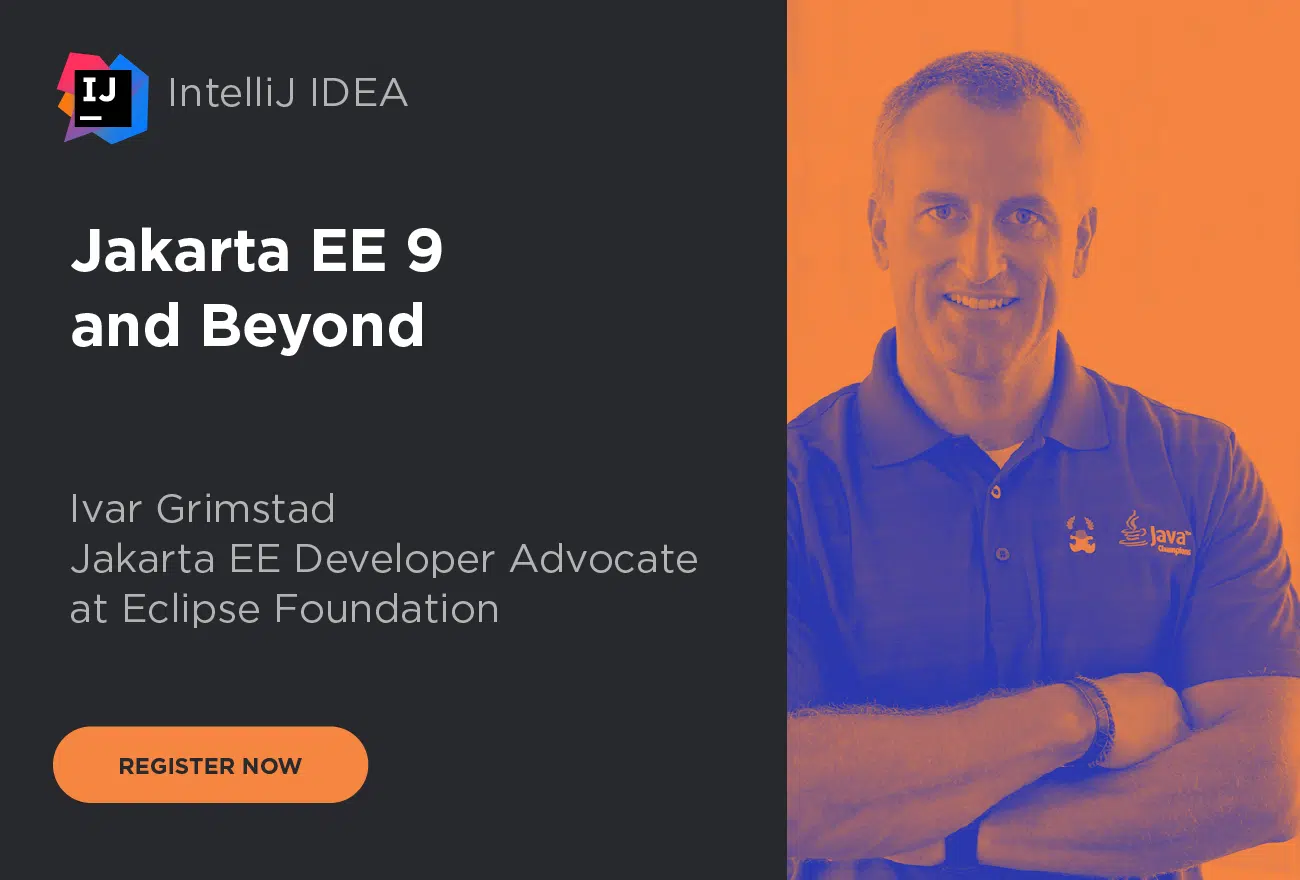 IJ
IntelliJ IDEA
Jakarta EE 9
and Beyond
Ivar Grimstad
Jakarta EE Developer Advocate
at Eclipse Foundation
REGISTER NOW
Java™
Champions